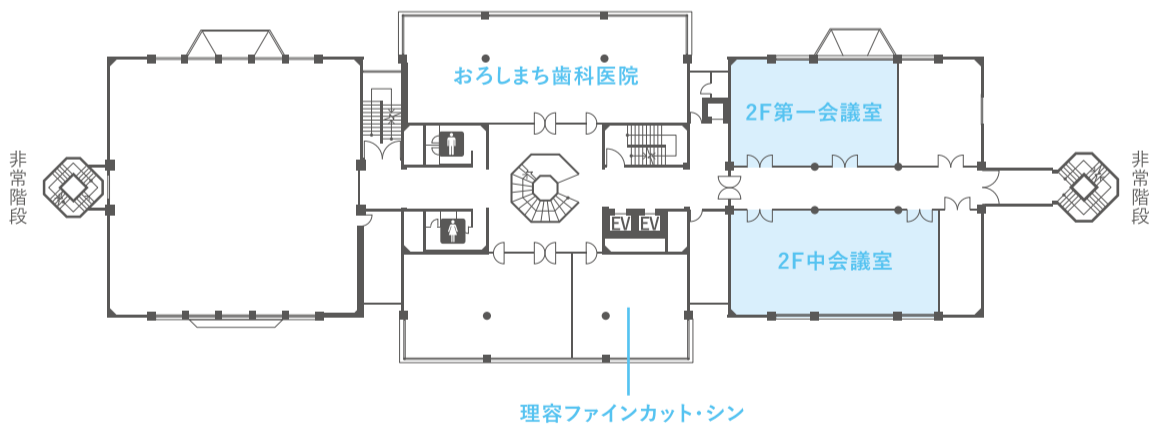 おろしまち歯科医院
2F第一会議室
非常階段
非常階段
EV
EV
2F中会議室
理容ファインカット・シン